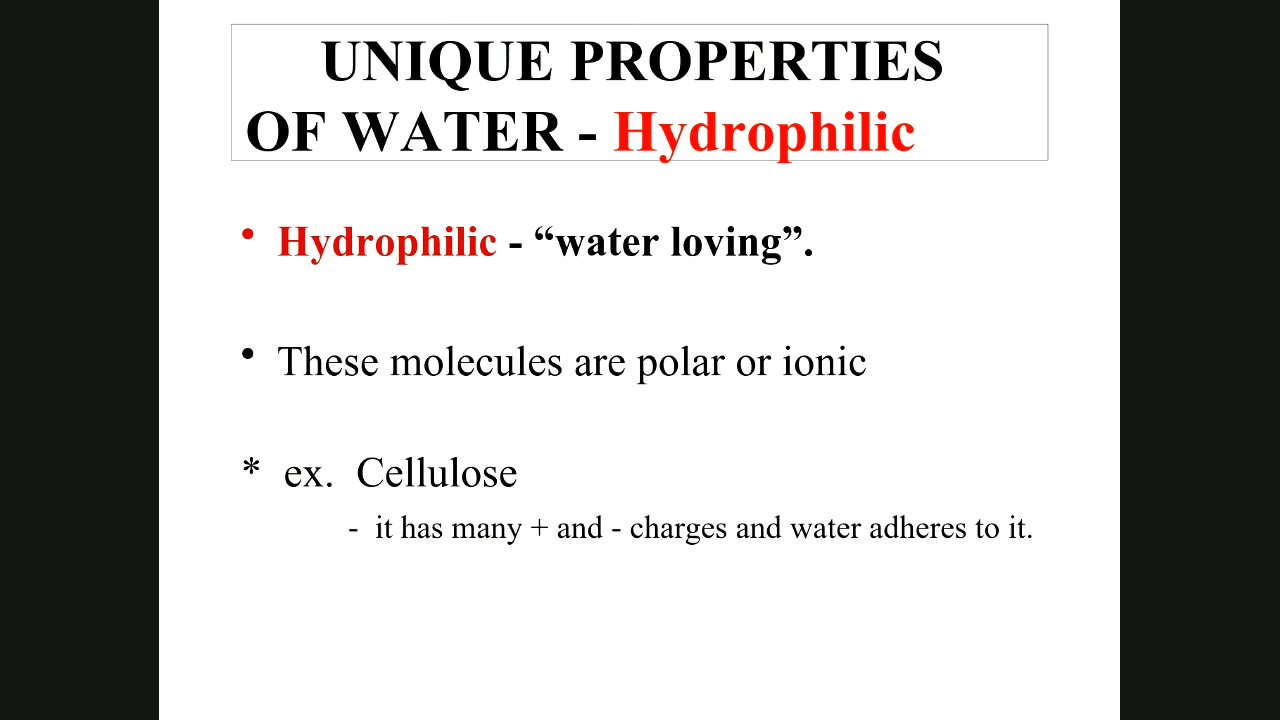 UNIQUE PROPERTIES
OF WATER - Hydrophilic
• Hydrophilic - “water loving”.
• These molecules are polar or ionic
* ex. Cellulose
- it has many + and - charges and water adheres to it.